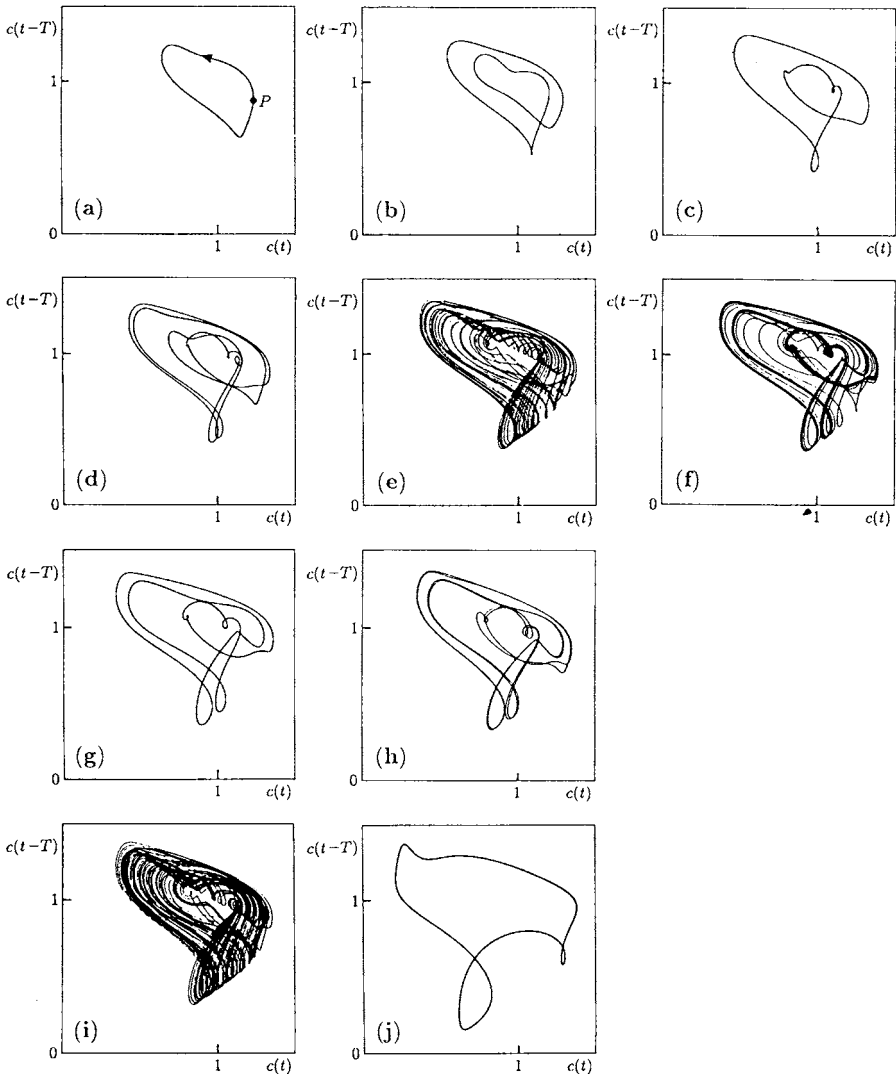 c(t−T)
1
P
(a)
0
1 c(t)
c(t−T)
1
(b)
0
1 c(t)
c(t−T)
1
(c)
0
1 c(t)
c(t−T)
1
(d)
0
1 c(t)
c(t−T)
1
(e)
0
1 c(t)
c(t−T)
1
(f)
0
1 c(t)
c(t−T)
1
(g)
0
1 c(t)
c(t−T)
1
(h)
0
1 c(t)
c(t−T)
1
(i)
0
1 c(t)
c(t−T)
1
(j)
0
1 c(t)